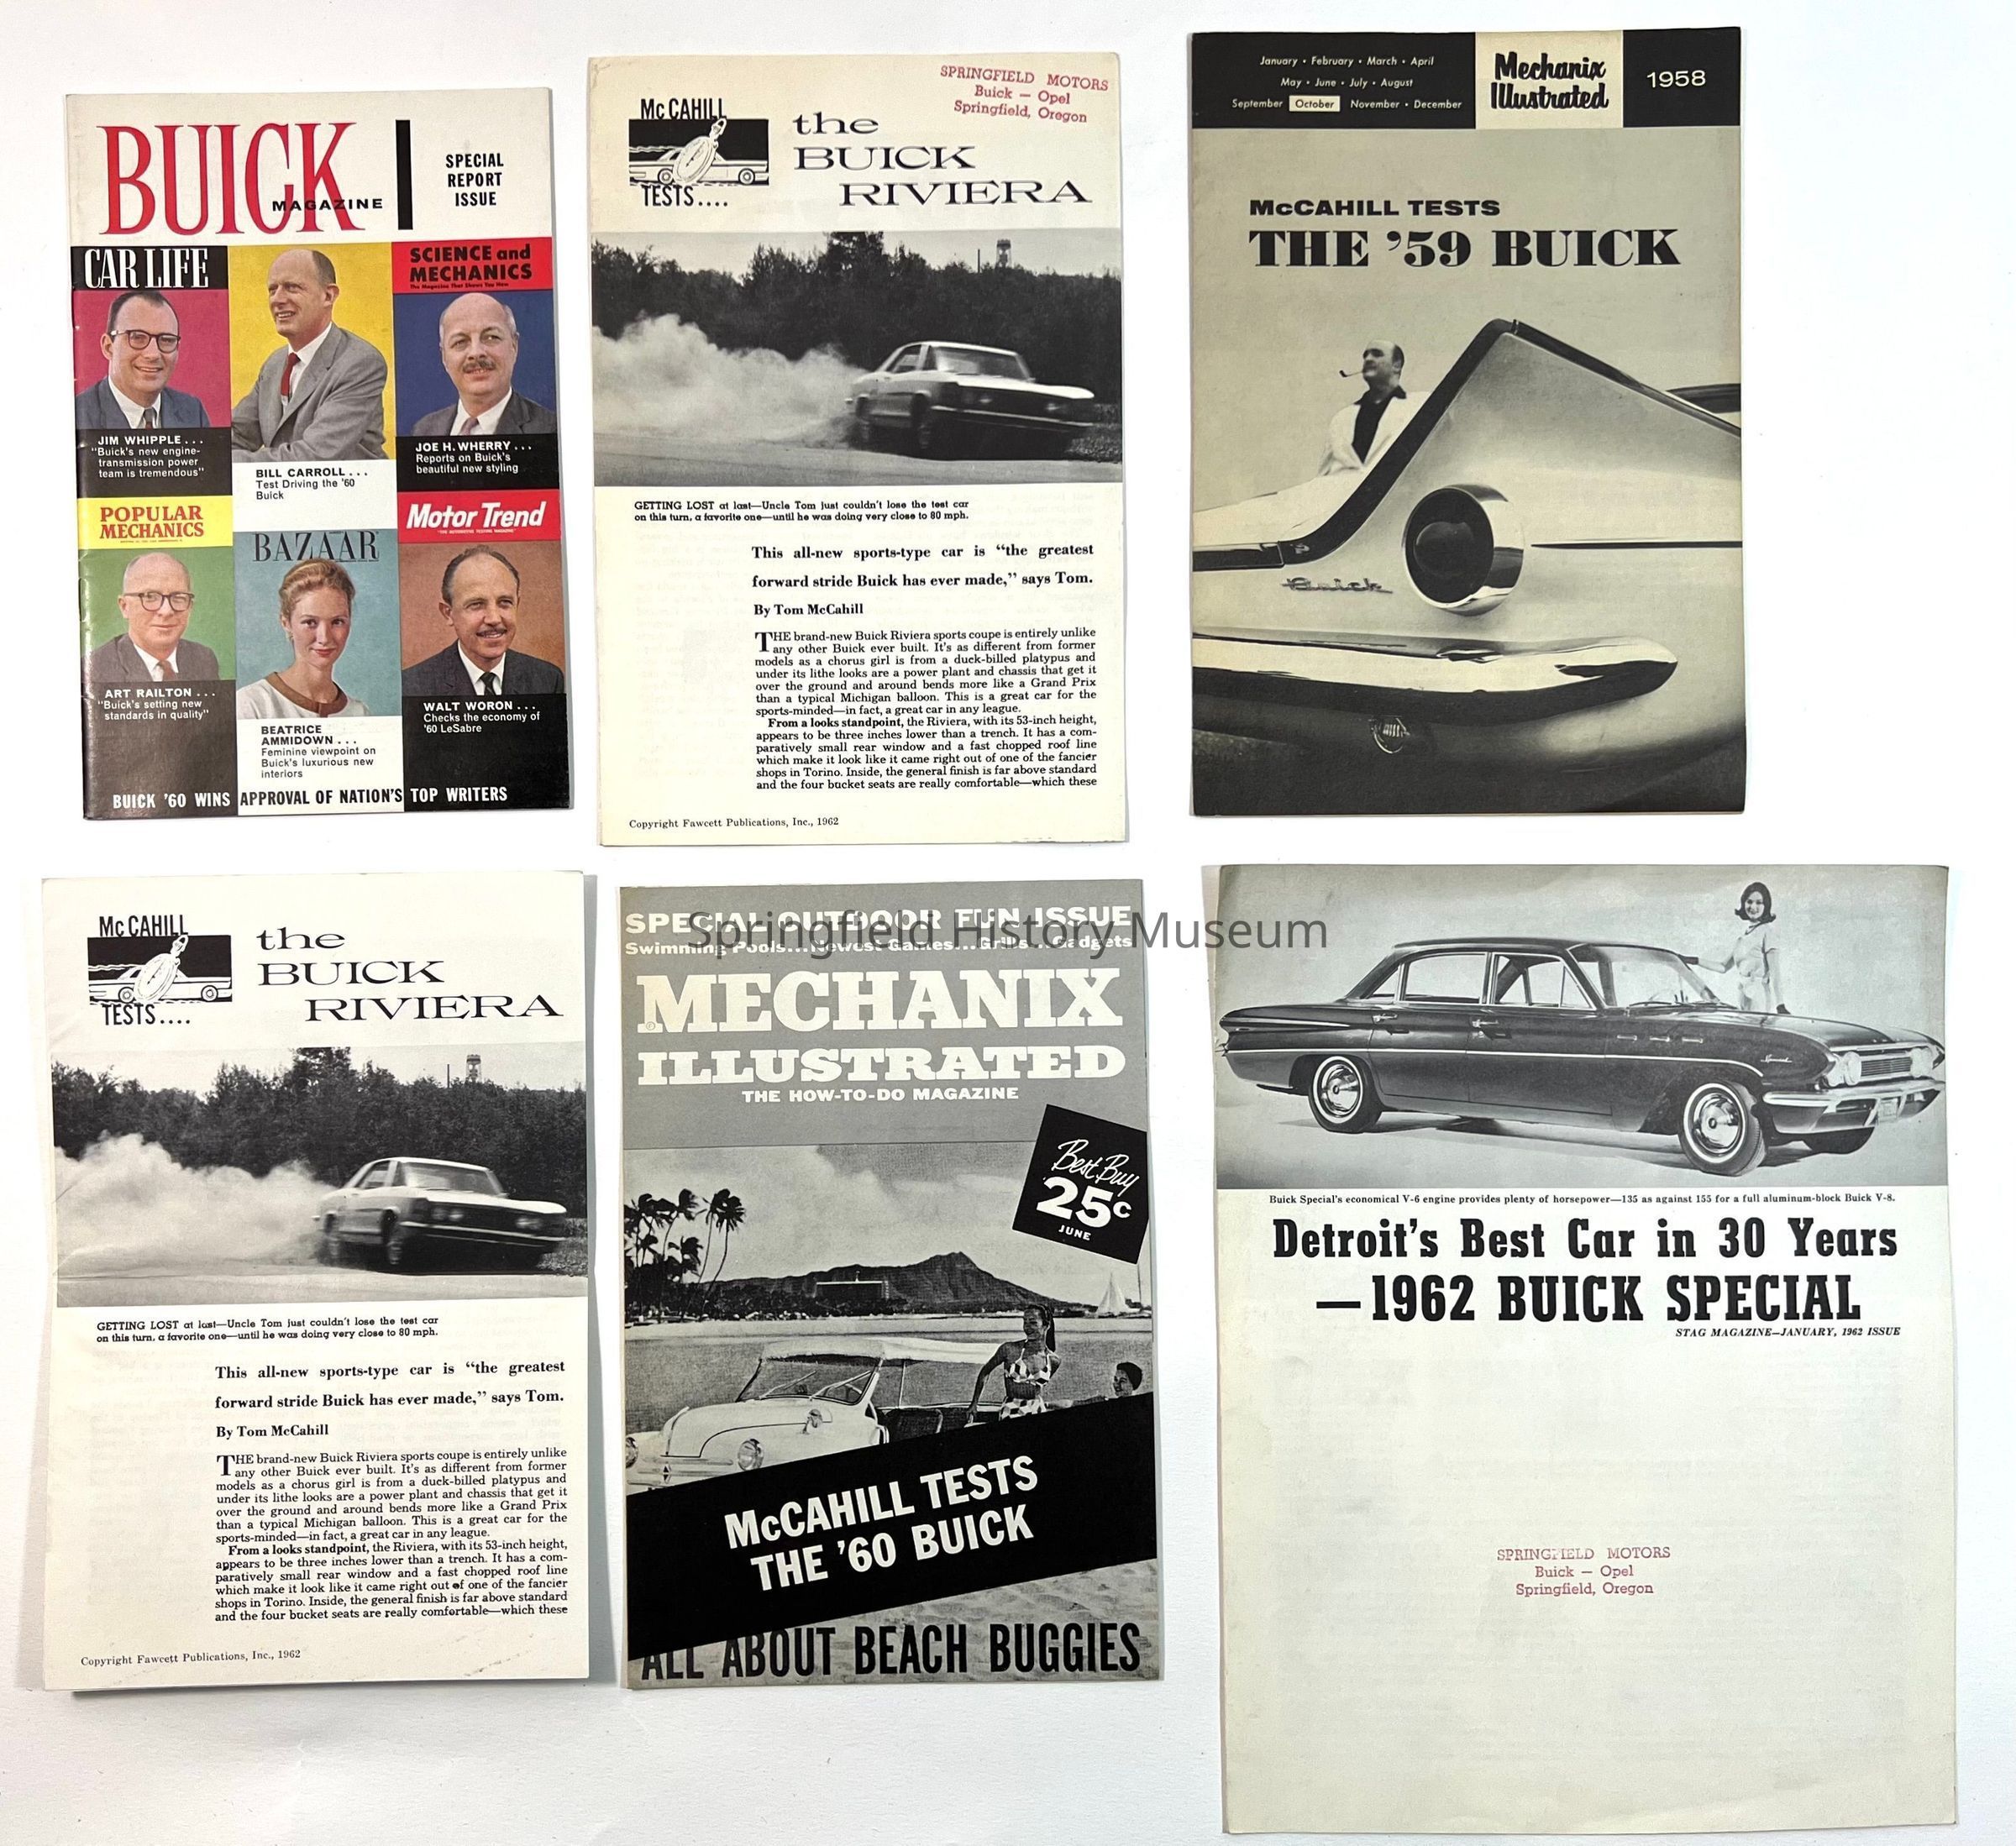 BUICK
MAGAZINE
SPECIAL
REPORT
ISSUE
CAR LIFE
SCIENCE and
MECHANICS
JIM WHIPPLE...
"Buick's new engine-
transmission power
team is tremendous"
BILL CARROLL...
Test Driving the '60
Buick
JOE H. WHERRY...
Reports on Buick's
beautiful new styling
POPULAR
MECHANICS
BAZAAR
Motor Trend
ART RAILTON...
"Buick's setting new
standards in quality"
BEATRICE
AMMIDOWN...
Feminine viewpoint on
Buick's luxurious new
interiors
WALT WORON...
Checks the economy of
'60 LeSabre
BUICK '60 WINS APPROVAL OF NATION'S TOP WRITERS
SPRINGFIELD MOTORS
Buick — Opel
Springfield, Oregon
McCAHILL
TESTS....
the
BUICK
RIVIERA
GETTING LOST at last—Uncle Tom just couldn't lose the test car
on this turn, a favorite one—until he was doing very close to 80 mph.
This all-new sports-type car is "the greatest
forward stride Buick has ever made," says Tom.
By Tom McCahill
THE brand-new Buick Riviera sports coupe is entirely unlike
any other Buick ever built. It's as different from former
models as a chorus girl is from a duck-billed platypus and
under its lithe looks are a power plant and chassis that get it
over the ground and around bends more like a Grand Prix
than a typical Michigan balloon. This is a great car for the
sports-minded—in fact, a great car in any league.
From a looks standpoint, the Riviera, with its 53-inch height,
appears to be three inches lower than a trench. It has a com-
paratively small rear window and a fast chopped roof line
which make it look like it came right out of one of the fancier
shops in Torino. Inside, the general finish is far above standard
and the four bucket seats are really comfortable—which these
Copyright Fawcett Publications, Inc., 1962
January • February • March • April
May • June • July • August
September October November • December
Mechanix
Illustrated
1958
McCAHILL TESTS
THE '59 BUICK
Buick
McCAHILL
TESTS....
the
BUICK
RIVIERA
GETTING LOST at last—Uncle Tom just couldn't lose the test car
on this turn, a favorite one—until he was doing very close to 80 mph.
This all-new sports-type car is "the greatest
forward stride Buick has ever made," says Tom.
By Tom McCahill
THE brand-new Buick Riviera sports coupe is entirely unlike
any other Buick ever built. It's as different from former
models as a chorus girl is from a duck-billed platypus and
under its lithe looks are a power plant and chassis that get it
over the ground and around bends more like a Grand Prix
than a typical Michigan balloon. This is a great car for the
sports-minded—in fact, a great car in any league.
From a looks standpoint, the Riviera, with its 53-inch height,
appears to be three inches lower than a trench. It has a com-
paratively small rear window and a fast chopped roof line
which make it look like it came right out of one of the fancier
shops in Torino. Inside, the general finish is far above standard
and the four bucket seats are really comfortable—which these
Copyright Fawcett Publications, Inc., 1962
SPECIAL OUTDOOR FUN ISSUE
Swimming Pools...Newest Games...Grills...Gadgets
Springfield History Museum
MECHANIX
ILLUSTRATED
THE HOW-TO-DO MAGAZINE
Best Buy
25c
JUNE
McCAHILL TESTS
THE '60 BUICK
ALL ABOUT BEACH BUGGIES
Buick Special's economical V-6 engine provides plenty of horsepower—135 as against 155 for a full aluminum-block Buick V-8.
Detroit's Best Car in 30 Years
—1962 BUICK SPECIAL
STAG MAGAZINE—JANUARY, 1962 ISSUE
SPRINGFIELD MOTORS
Buick — Opel
Springfield, Oregon